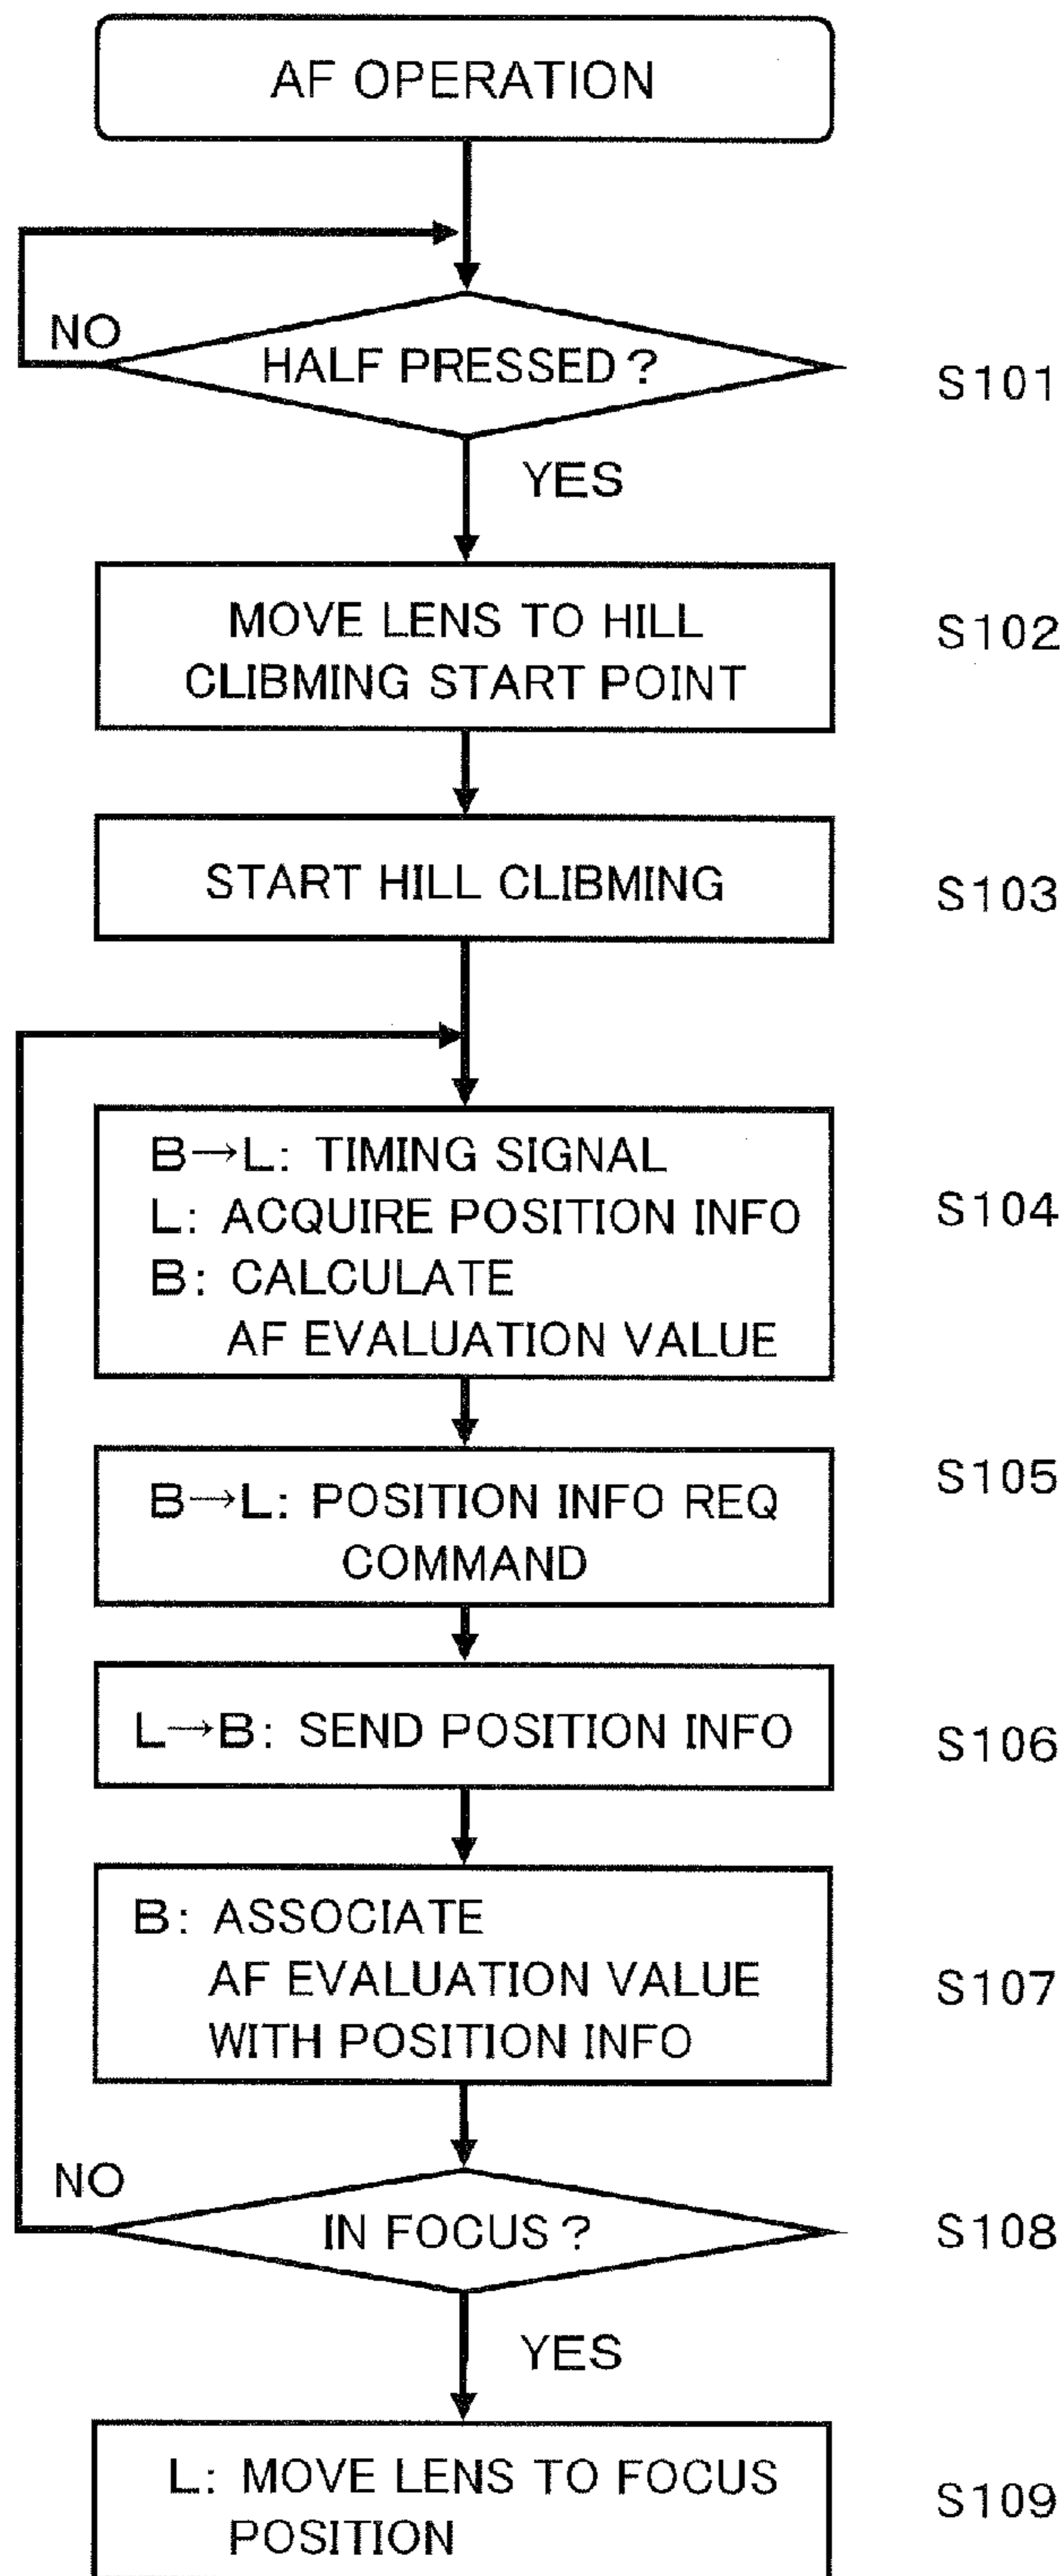 AF OPERATION
NO
HALF PRESSED?
S101
YES
MOVE LENS TO HILL
CLIBMING START POINT
S102
START HILL CLIBMING
S103
B→L: TIMING SIGNAL
L: ACQUIRE POSITION INFO
B: CALCULATE
AF EVALUATION VALUE
S104
B→L: POSITION INFO REQ
COMMAND
S105
L→B: SEND POSITION INFO
S106
B: ASSOCIATE
AF EVALUATION VALUE
WITH POSITION INFO
S107
NO
IN FOCUS?
S108
YES
L: MOVE LENS TO FOCUS
POSITION
S109